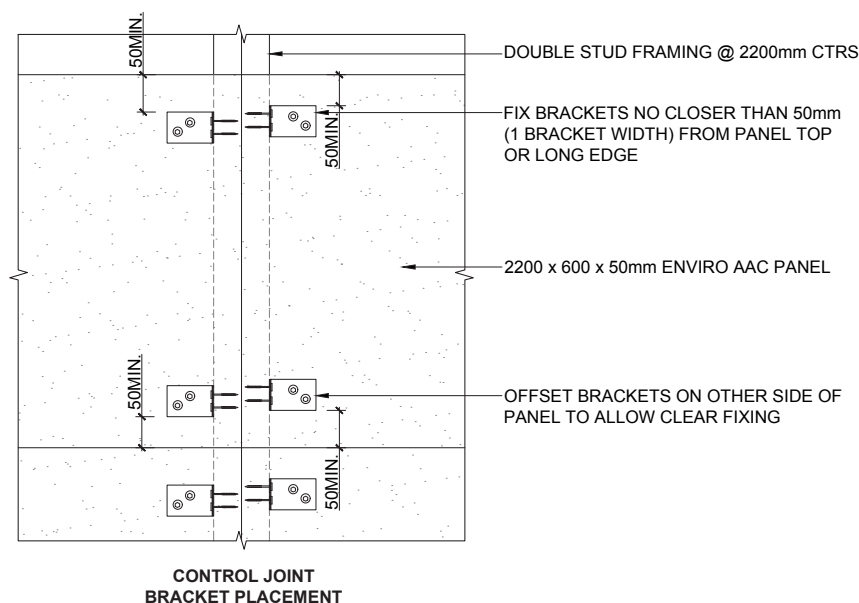 50MIN.
DOUBLE STUD FRAMING @ 2200mm CTRS
FIX BRACKETS NO CLOSER THAN 50mm
(1 BRACKET WIDTH) FROM PANEL TOP
OR LONG EDGE
50MIN.
2200 x 600 x 50mm ENVIRO AAC PANEL
50MIN.
OFFSET BRACKETS ON OTHER SIDE OF
PANEL TO ALLOW CLEAR FIXING
50MIN.
CONTROL JOINT
BRACKET PLACEMENT